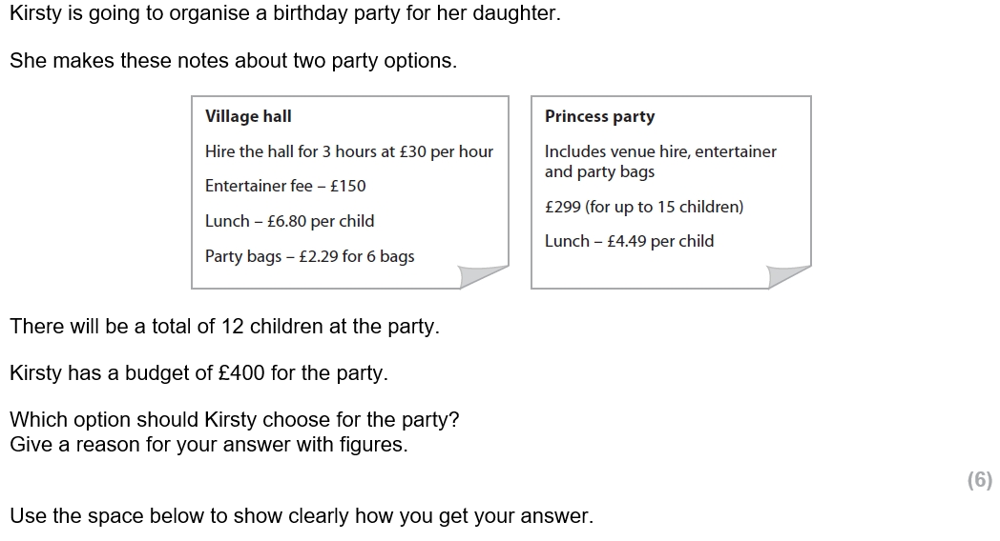 Kirsty is going to organise a birthday party for her daughter.
She makes these notes about two party options.
Village hall
Hire the hall for 3 hours at £30 per hour
Entertainer fee – £150
Lunch – £6.80 per child
Party bags – £2.29 for 6 bags
Princess party
Includes venue hire, entertainer
and party bags
£299 (for up to 15 children)
Lunch – £4.49 per child
There will be a total of 12 children at the party.
Kirsty has a budget of £400 for the party.
Which option should Kirsty choose for the party?
Give a reason for your answer with figures.
(6)
Use the space below to show clearly how you get your answer.